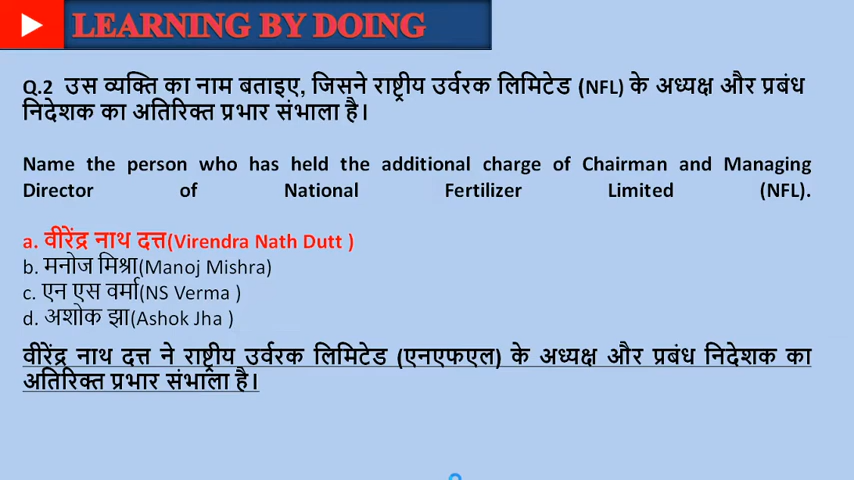 LEARNING BY DOING
Q.2 उस व्यक्ति का नाम बताइए, जिसने राष्ट्रीय उर्वरक लिमिटेड (NFL) के अध्यक्ष और प्रबंध
निदेशक का अतिरिक्त प्रभार संभाला है।
Name the person who has held the additional charge of Chairman and Managing
Director of National Fertilizer Limited (NFL).
a. वीरेंद्र नाथ दत्त(Virendra Nath Dutt )
b. मनोज मिश्रा(Manoj Mishra)
c. एन एस वर्मा(NS Verma )
d. अशोक झा(Ashok Jha )
वीरेंद्र नाथ दत्त ने राष्ट्रीय उर्वरक लिमिटेड (एनएफएल) के अध्यक्ष और प्रबंध निदेशक का
अतिरिक्त प्रभार संभाला है।